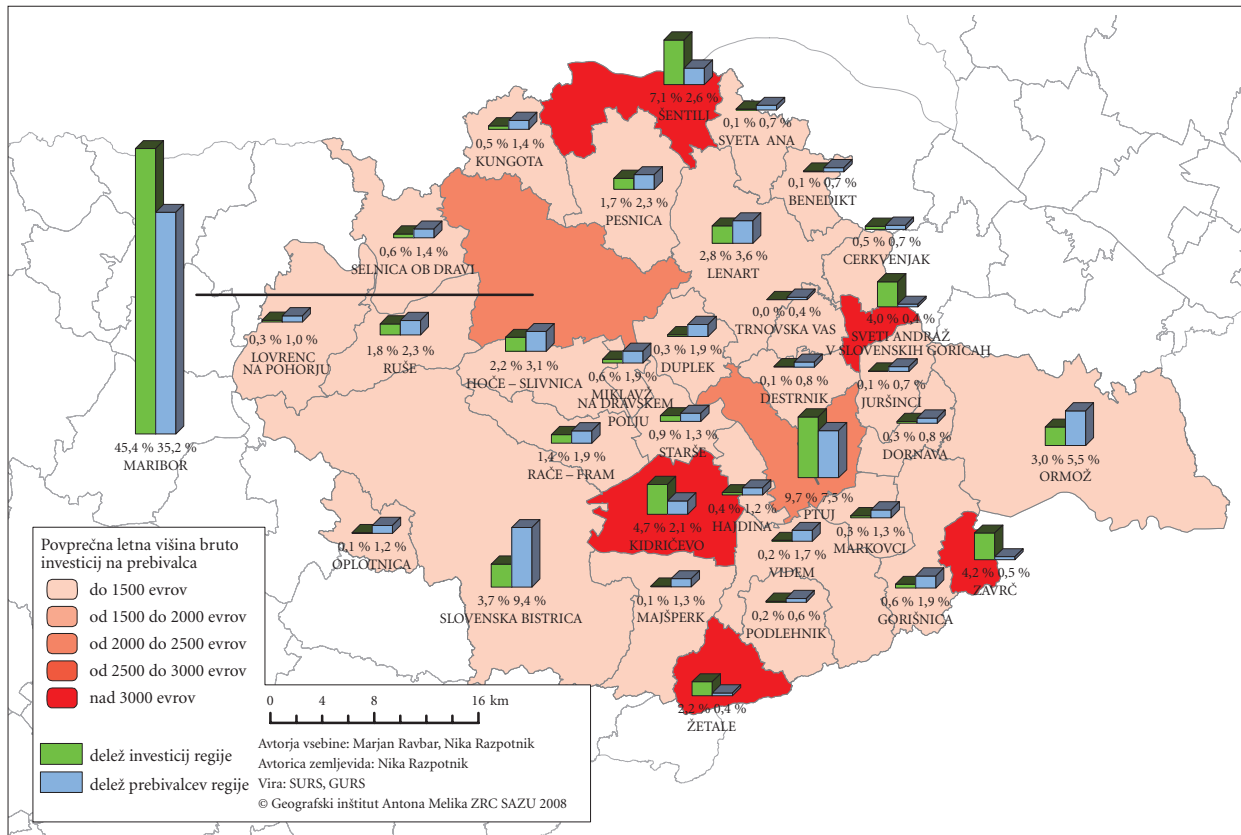 7,1 % 2,6 %
ŠENTILJ
0,1 % 0,7 %
SVETA ANA
0,5 % 1,4 %
KUNGOTA
0,1 % 0,7 %
BENEDIKT
1,7 % 2,3 %
PESNICA
0,5 % 0,7 %
CERKVENJAK
2,8 % 3,6 %
LENART
0,6 % 1,4 %
SELNICA OB DRAVI
0,0 % 0,4 %
TRNOVSKA VAS
4,0 % 0,4 %
SVETI ANDRAŽ
V SLOVENSKIH GORICAH
0,3 % 1,0 %
LOVRENC
NA POHORJU
1,8 % 2,3 %
RUŠE
2,2 % 3,1 %
HOČE – SLIVNICA
0,3 % 1,9 %
DUPLEK
0,6 % 1,9 %
MIKLAVŽ
NA DRAVSKEM
POLJU
0,1 % 0,8 %
DESTRNIK
0,1 % 0,7 %
JURŠINCI
45,4 % 35,2 %
MARIBOR
0,9 % 1,3 %
STARŠE
0,3 % 0,8 %
DORNAVA
3,0 % 5,5 %
ORMOŽ
1,4 % 1,9 %
RAČE – FRAM
9,7 % 7,5 %
PTUJ
0,4 % 1,2 %
HAJDINA
4,7 % 2,1 %
KIDRIČEVO
0,3 % 1,3 %
MARKOVCI
0,1 % 1,2 %
OPLOTNICA
0,2 % 1,7 %
VIDEM
4,2 % 0,5 %
ZAVRČ
3,7 % 9,4 %
SLOVENSKA BISTRICA
0,1 % 1,3 %
MAJŠPERK
0,2 % 0,6 %
PODLEHNIK
0,6 % 1,9 %
GORIŠNICA
2,2 % 0,4 %
ŽETALE
Povprečna letna višina bruto
investicij na prebivalca
do 1500 evrov
od 1500 do 2000 evrov
od 2000 do 2500 evrov
od 2500 do 3000 evrov
nad 3000 evrov
delež investicij regije
delež prebivalcev regije
0 4 8 16 km
Avtorja vsebine: Marjan Ravbar, Nika Razpotnik
Avtorica zemljevida: Nika Razpotnik
Vira: SURS, GURS
© Geografski inštitut Antona Melika ZRC SAZU 2008